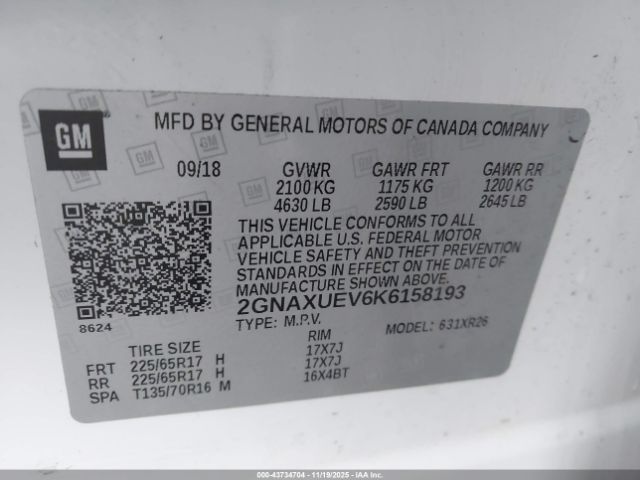 GM
MFD BY GENERAL MOTORS OF CANADA COMPANY
09/18 GVWR GAWR FRT GAWR RR
2100 KG 1175 KG 1200 KG
4630 LB 2590 LB 2645 LB
THIS VEHICLE CONFORMS TO ALL
APPLICABLE U.S. FEDERAL MOTOR
VEHICLE SAFETY AND THEFT PREVENTION
STANDARDS IN EFFECT ON THE DATE OF
MANUFACTURE SHOWN ABOVE.
2GNAXUEV6K6158193
8624
TYPE: M.P.V. MODEL: 631XR26
TIRE SIZE RIM
FRT 225/65R17 H 17X7J
RR 225/65R17 H 17X7J
SPA T135/70R16 M 16X4BT
000-43734704 - 11/19/2025 - IAAI.COM